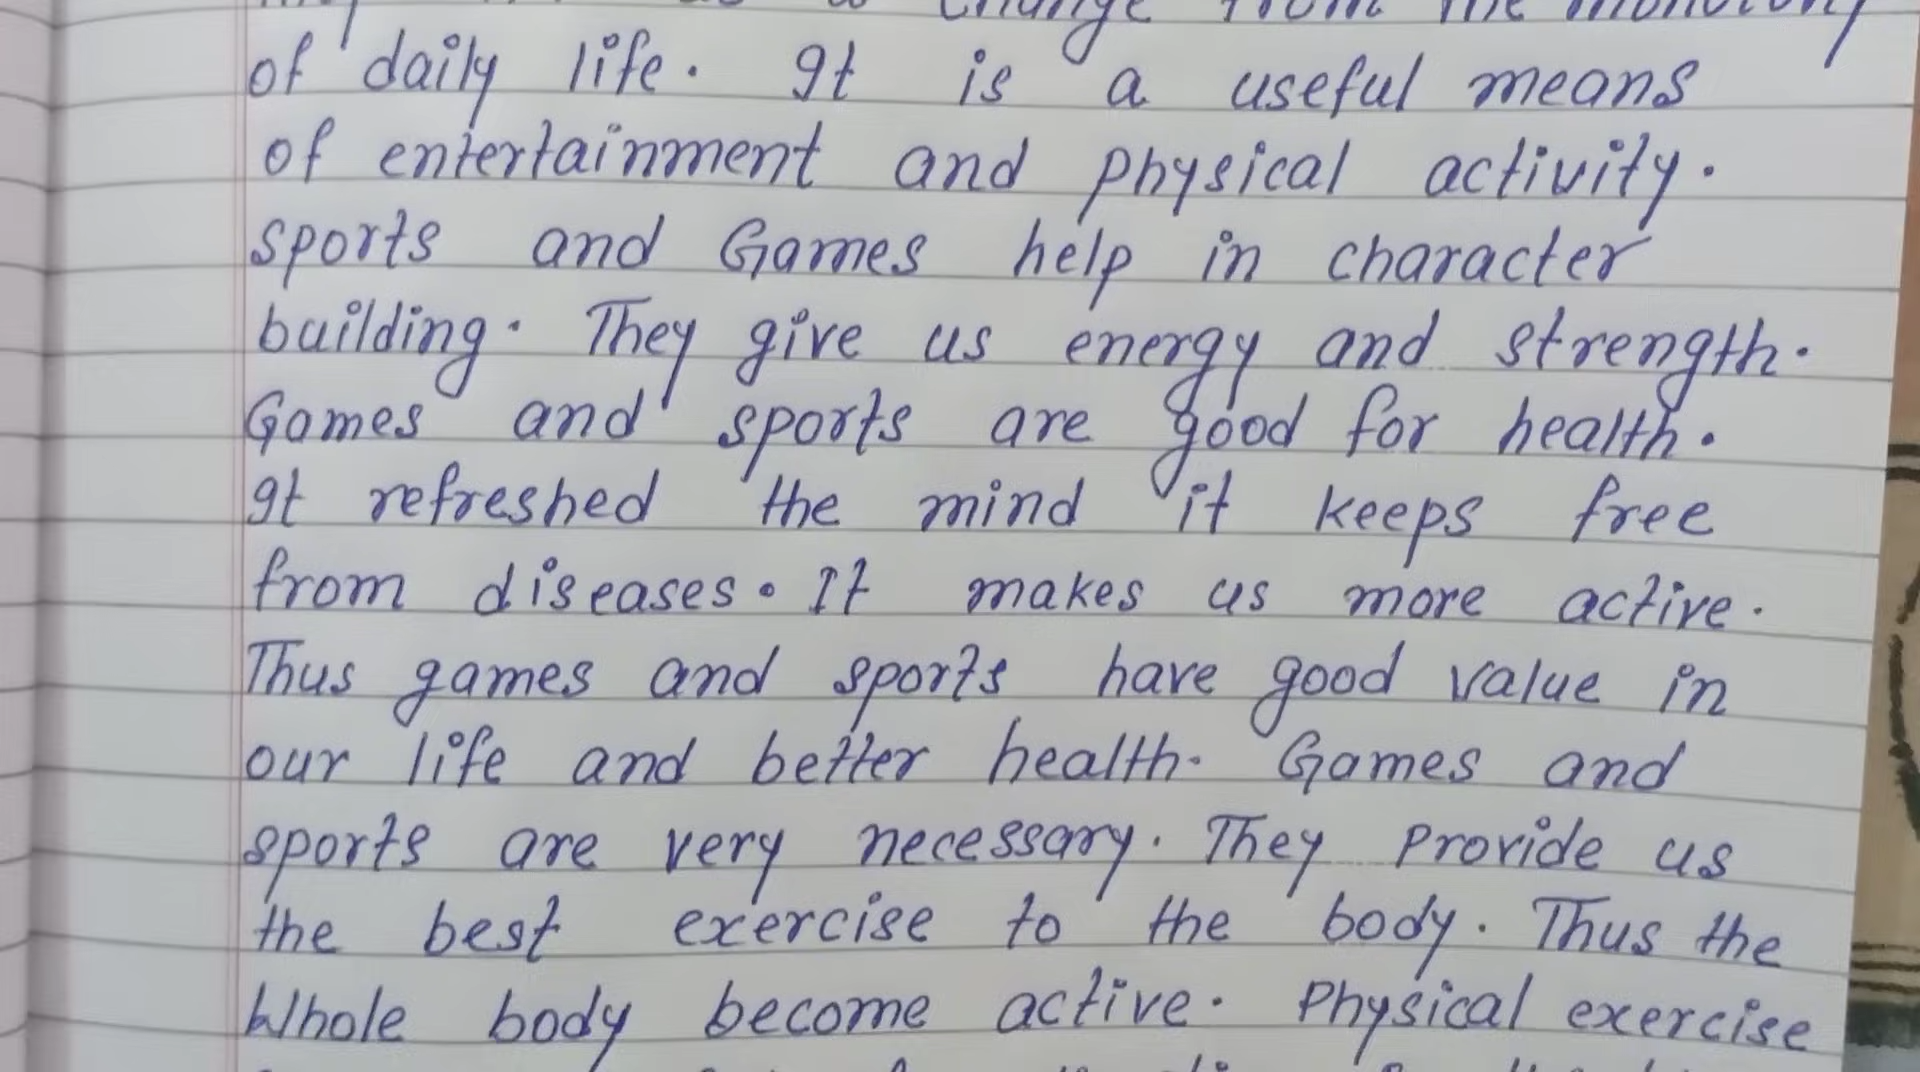 change from the monotony
of daily life. It is a useful means
of entertainment and physical activity.
sports and Games help in character
building. They give us energy and strength.
Games and sports are good for health.
It refreshed the mind it keeps free
from diseases. It makes us more active.
Thus games and sports have good value in
our life and better health. Games and
sports are very necessary. They provide us
the best exercise to the body. Thus the
Whole body become active. Physical exercise